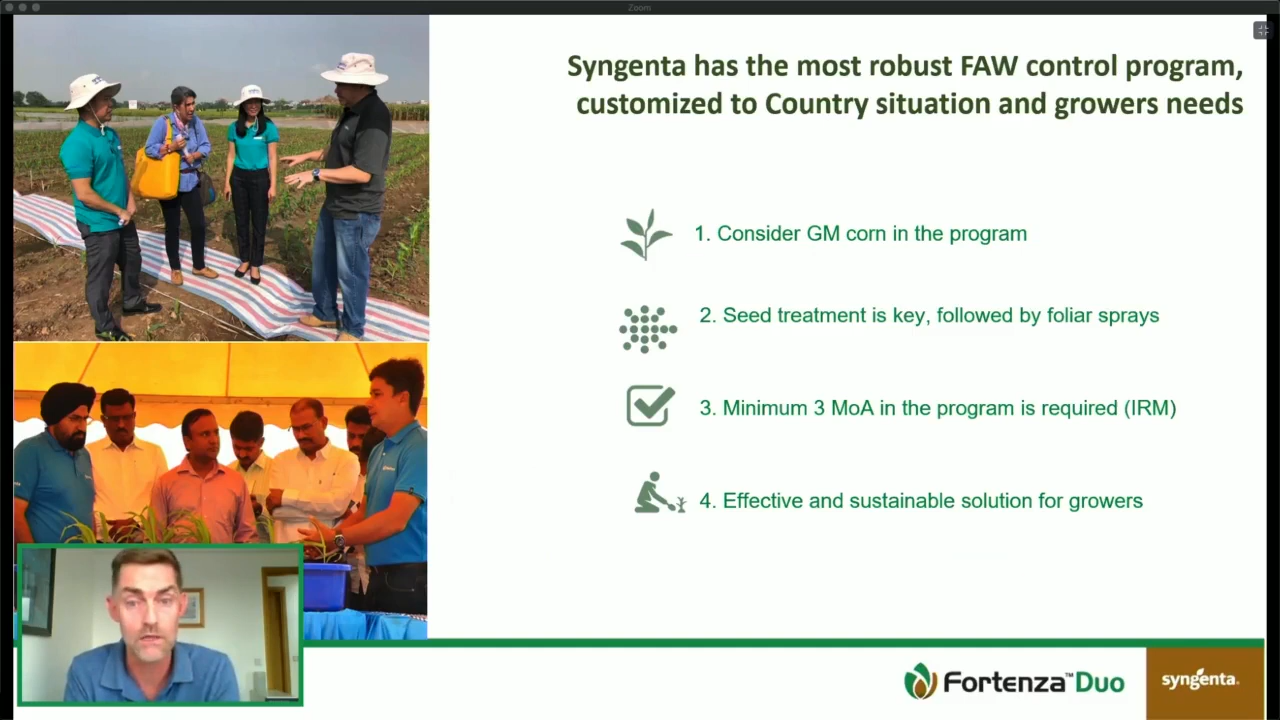 Zoom
Syngenta has the most robust FAW control program,
customized to Country situation and growers needs
1. Consider GM corn in the program
2. Seed treatment is key, followed by foliar sprays
3. Minimum 3 MoA in the program is required (IRM)
4. Effective and sustainable solution for growers
Fortenza™ Duo
syngenta.